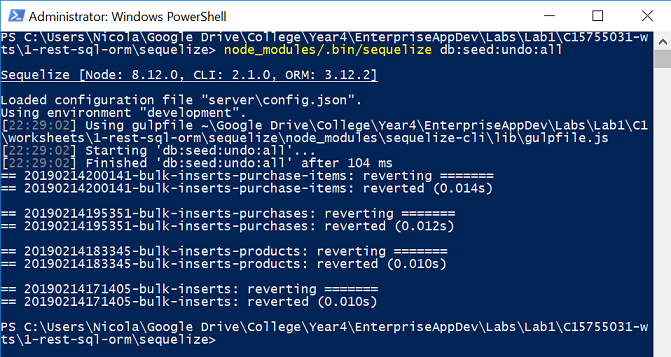 Administrator: Windows PowerShell
PS C:\Users\Nicola\Google Drive\College\Year4\EnterpriseAppDev\Labs\Lab1\C15755031-w
ts\1-rest-sql-orm\sequelize> node_modules/.bin/sequelize db:seed:undo:all
Sequelize [Node: 8.12.0, CLI: 2.1.0, ORM: 3.12.2]
Loaded configuration file "server\config.json".
Using environment "development".
[22:29:02] Using gulpfile ~\Google Drive\College\Year4\EnterpriseAppDev\Labs\Lab1\C1
\worksheets\1-rest-sql-orm\sequelize\node_modules\sequelize-cli\lib\gulpfile.js
[22:29:02] Starting 'db:seed:undo:all'...
[22:29:02] Finished 'db:seed:undo:all' after 104 ms
== 20190214200141-bulk-inserts-purchase-items: reverting =======
== 20190214200141-bulk-inserts-purchase-items: reverted (0.014s)
== 20190214195351-bulk-inserts-purchases: reverting =======
== 20190214195351-bulk-inserts-purchases: reverted (0.012s)
== 20190214183345-bulk-inserts-products: reverting =======
== 20190214183345-bulk-inserts-products: reverted (0.010s)
== 20190214171405-bulk-inserts: reverting =======
== 20190214171405-bulk-inserts: reverted (0.010s)
PS C:\Users\Nicola\Google Drive\College\Year4\EnterpriseAppDev\Labs\Lab1\C15755031-w
ts\1-rest-sql-orm\sequelize>